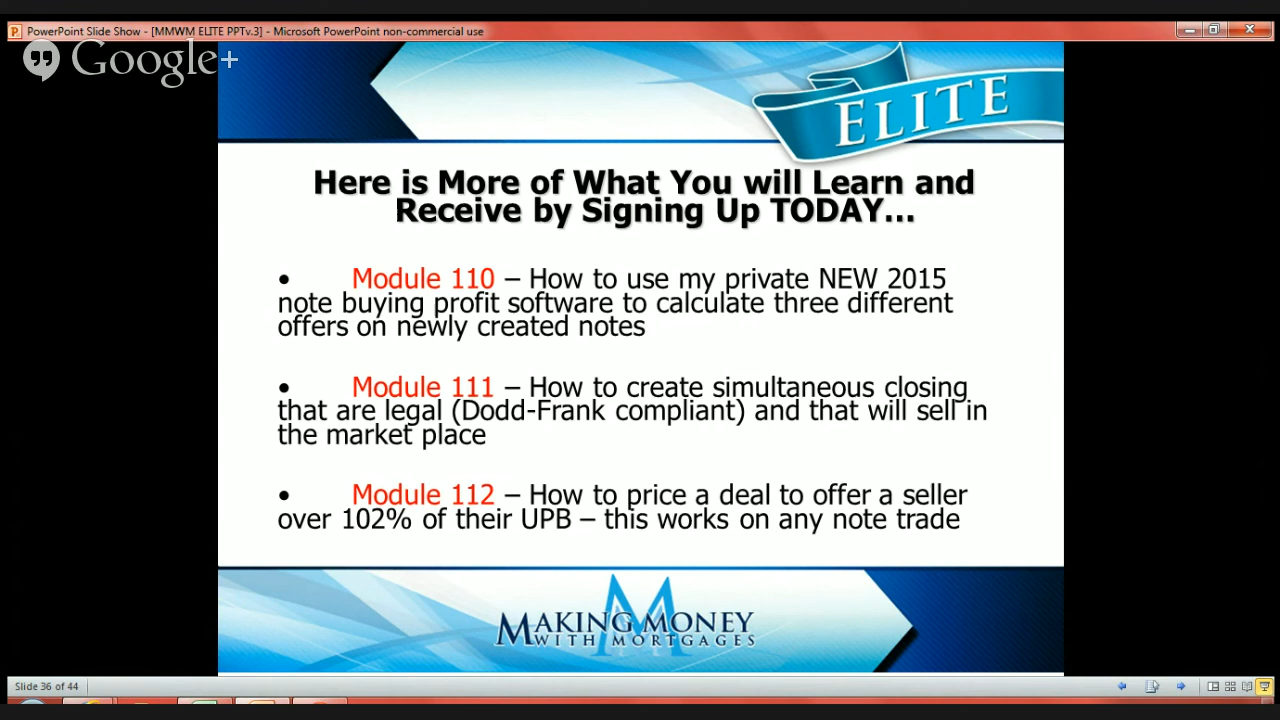 PowerPoint Slide Show - [MMWM ELITE PPTv.3] - Microsoft PowerPoint non-commercial use
Google+
ELITE
Here is More of What You will Learn and
Receive by Signing Up TODAY...
• Module 110 – How to use my private NEW 2015
note buying profit software to calculate three different
offers on newly created notes
• Module 111 – How to create simultaneous closing
that are legal (Dodd-Frank compliant) and that will sell in
the market place
• Module 112 – How to price a deal to offer a seller
over 102% of their UPB – this works on any note trade
M
MAKING MONEY
WITH MORTGAGES
Slide 36 of 44